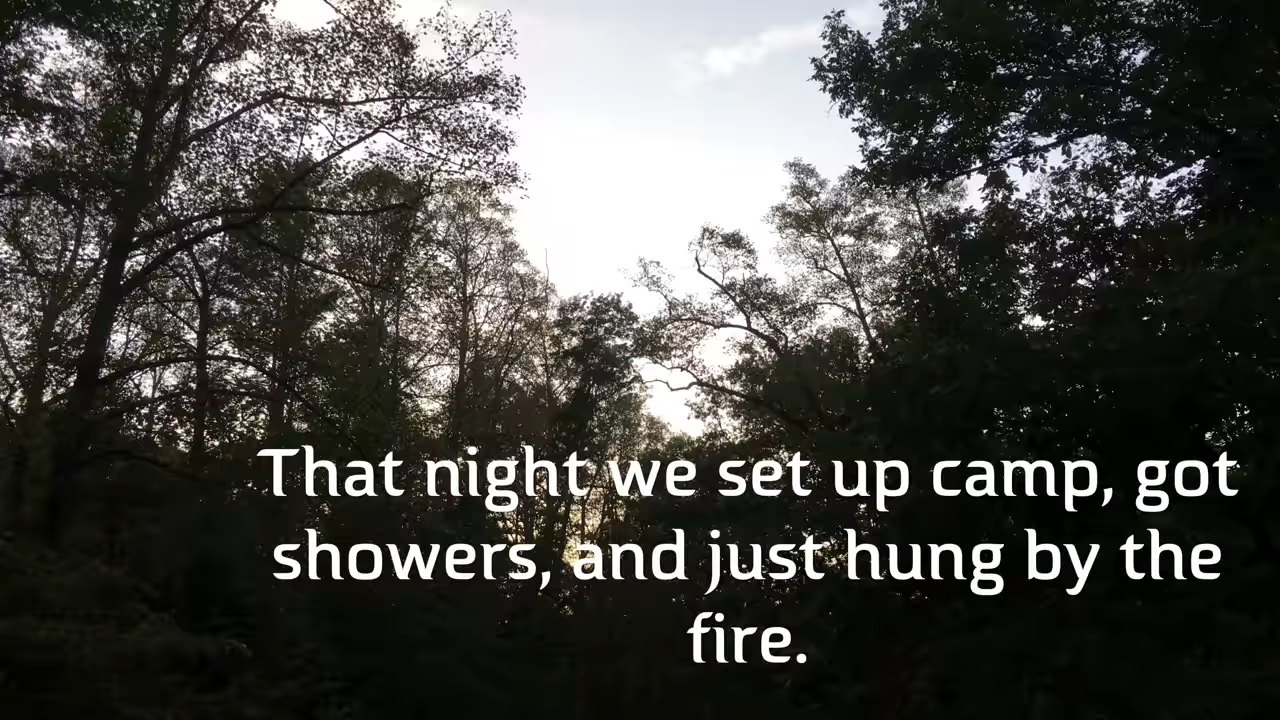 That night we set up camp, got
showers, and just hung by the
fire.